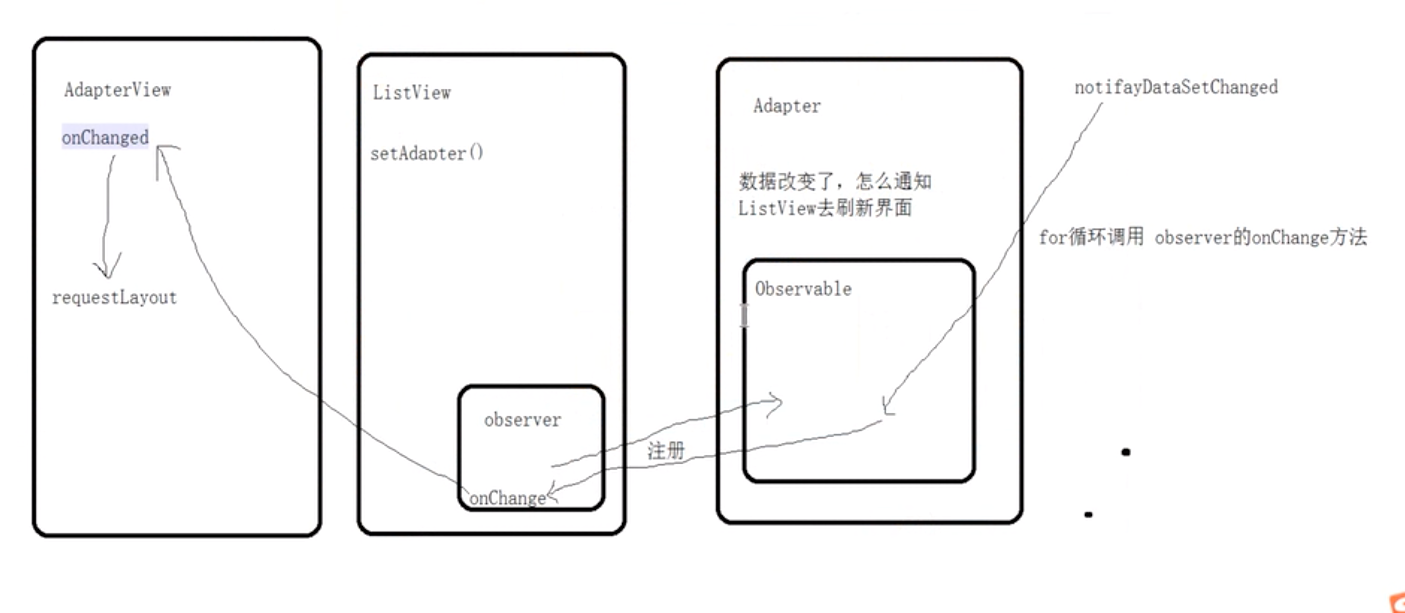 AdapterView
onChanged
requestLayout
ListView
setAdapter()
observer
onChange
注册
Adapter
数据改变了，怎么通知
ListView去刷新界面
Observable
notifayDataSetChanged
for循环调用 observer的onChange方法